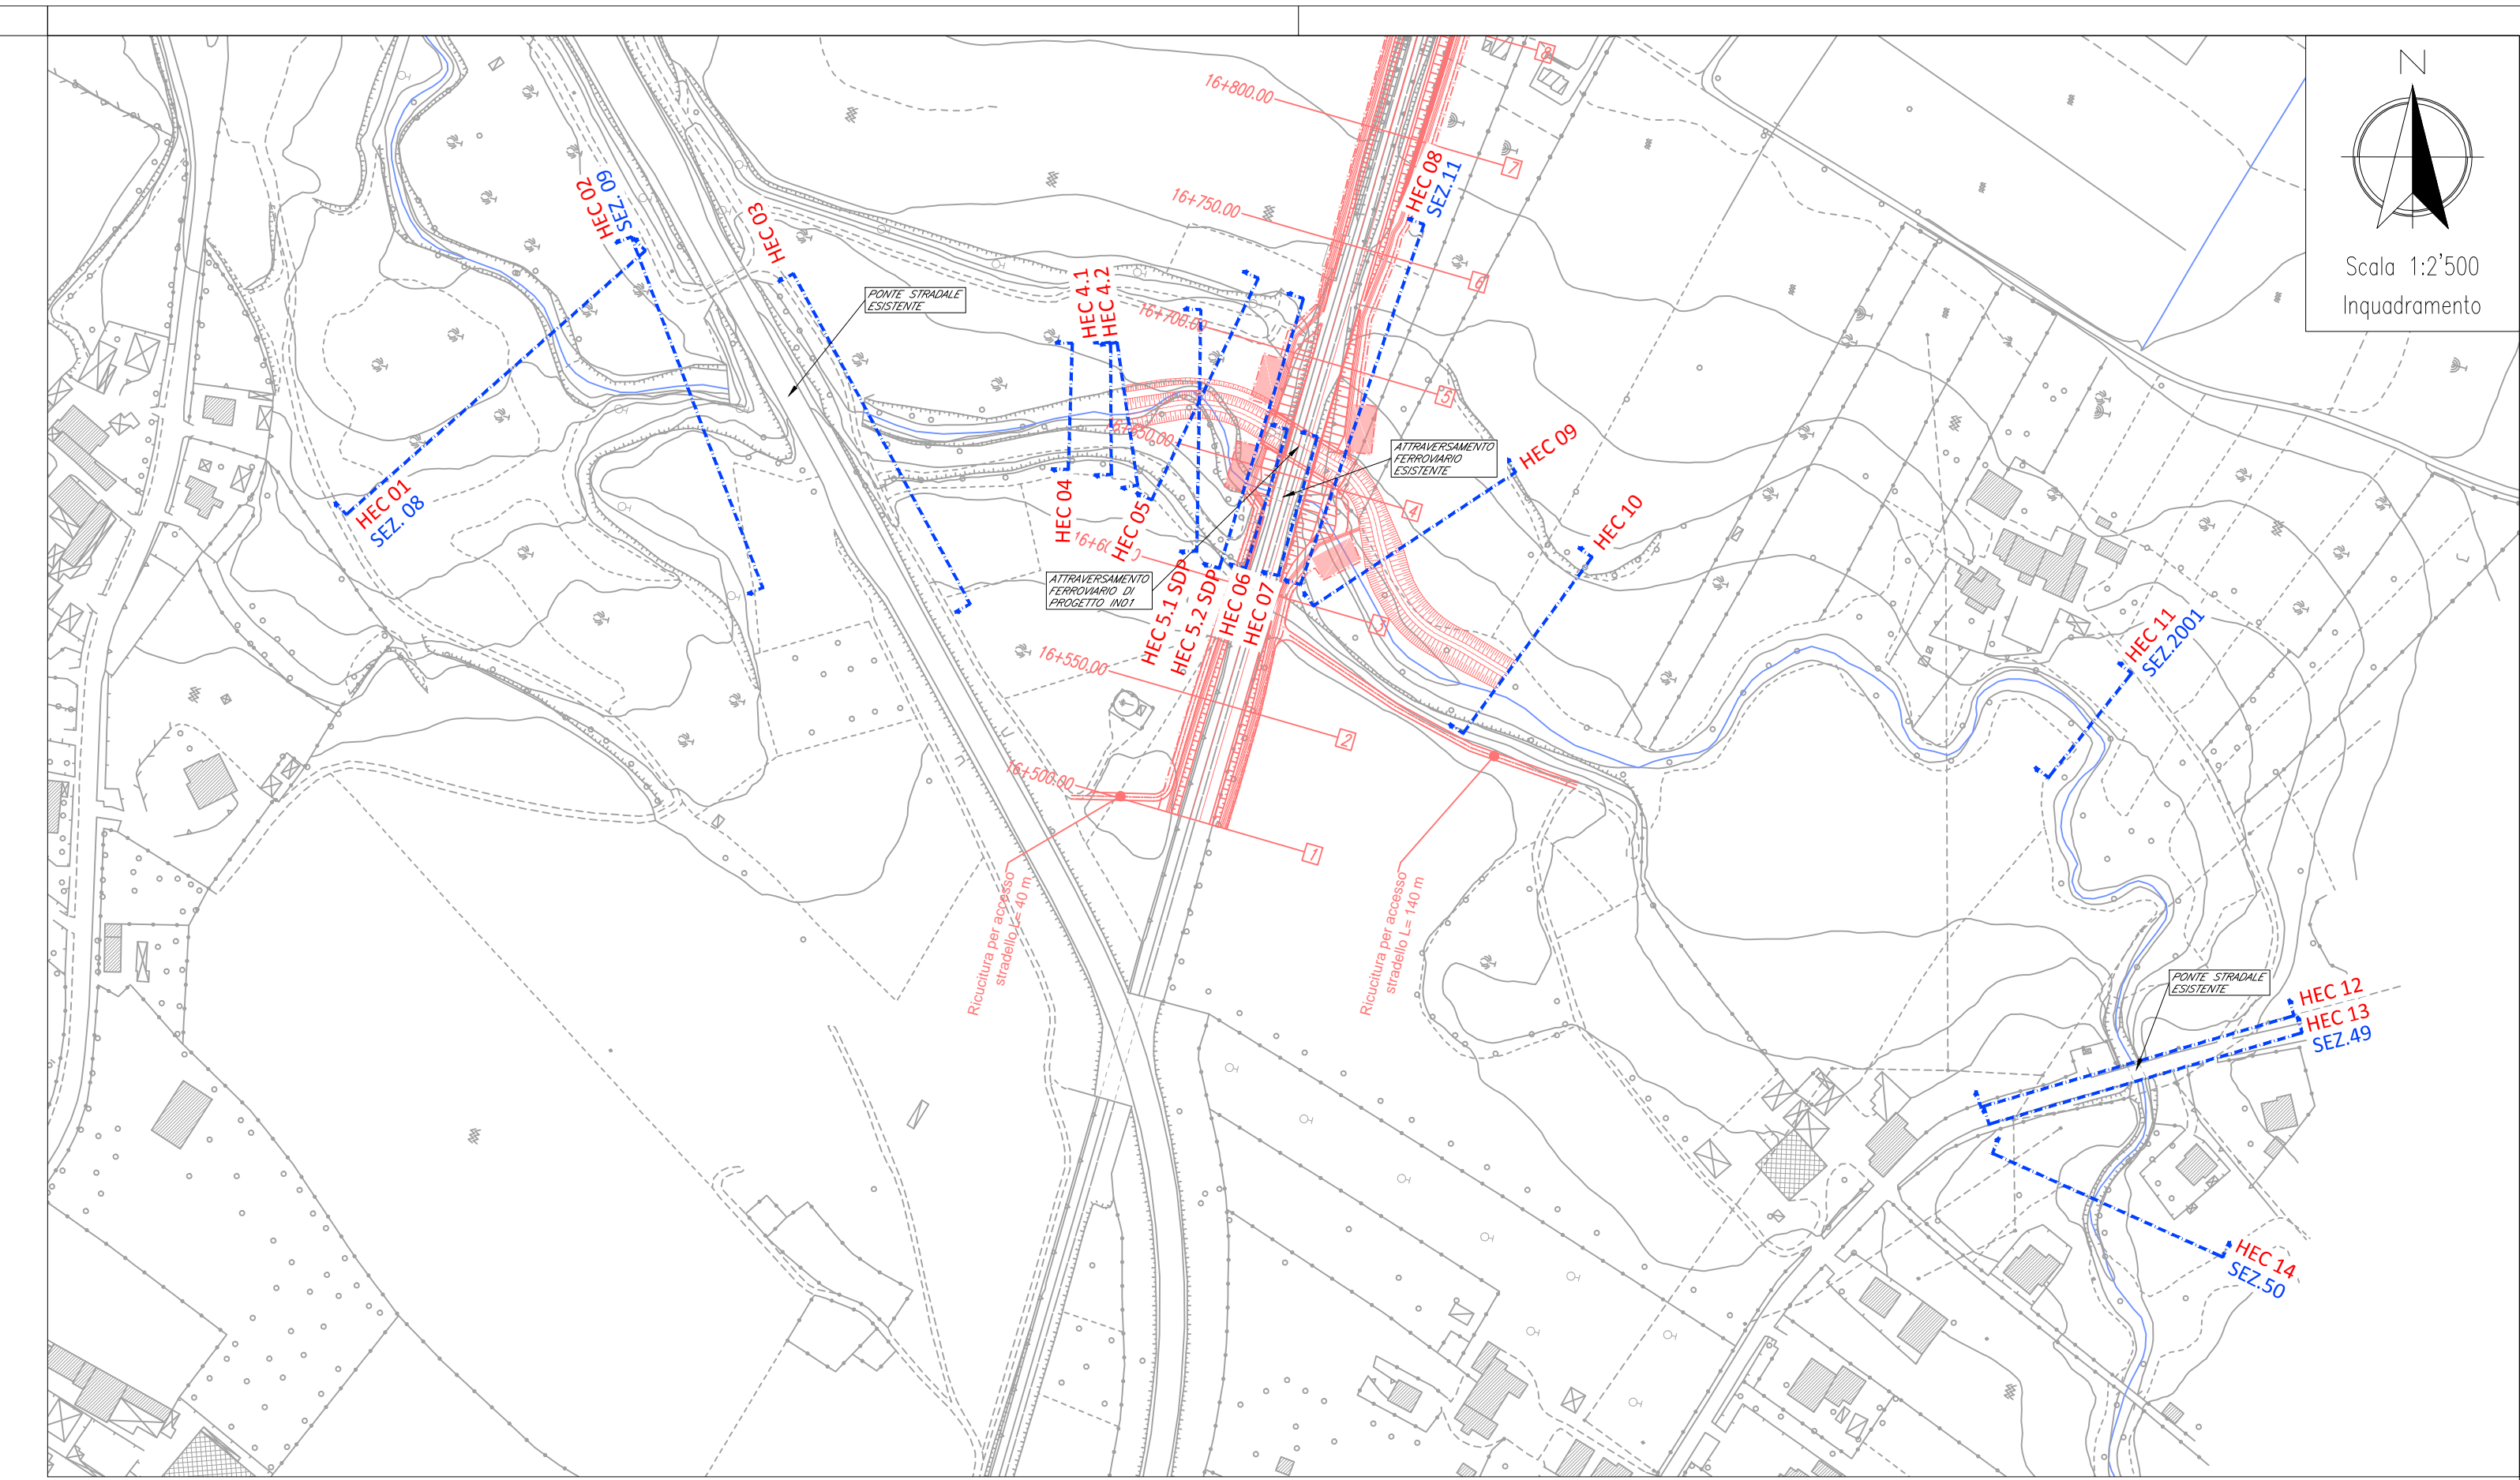 N
Scala 1:2'500
Inquadramento
8
16+800.00
7
HEC 08
SEZ.11
HEC 02
SEZ. 09
HEC 03
16+750.00
6
HEC 4.1
HEC 4.2
PONTE STRADALE
ESISTENTE
16+700.00
5
ATTRAVERSAMENTO
FERROVIARIO
ESISTENTE
HEC 09
4
HEC 01
SEZ. 08
HEC 04
HEC 05
HEC 10
ATTRAVERSAMENTO
FERROVIARIO DI
PROGETTO IN01
HEC 5.1 SDP
HEC 5.2 SDP
HEC 06
HEC 07
3
HEC 11
SEZ.2001
16+550.00
2
16+500.00
1
Ricucitura per accesso
stradello L= 40 m
Ricucitura per accesso
stradello L= 140 m
PONTE STRADALE
ESISTENTE
HEC 12
HEC 13
SEZ.49
HEC 14
SEZ.50